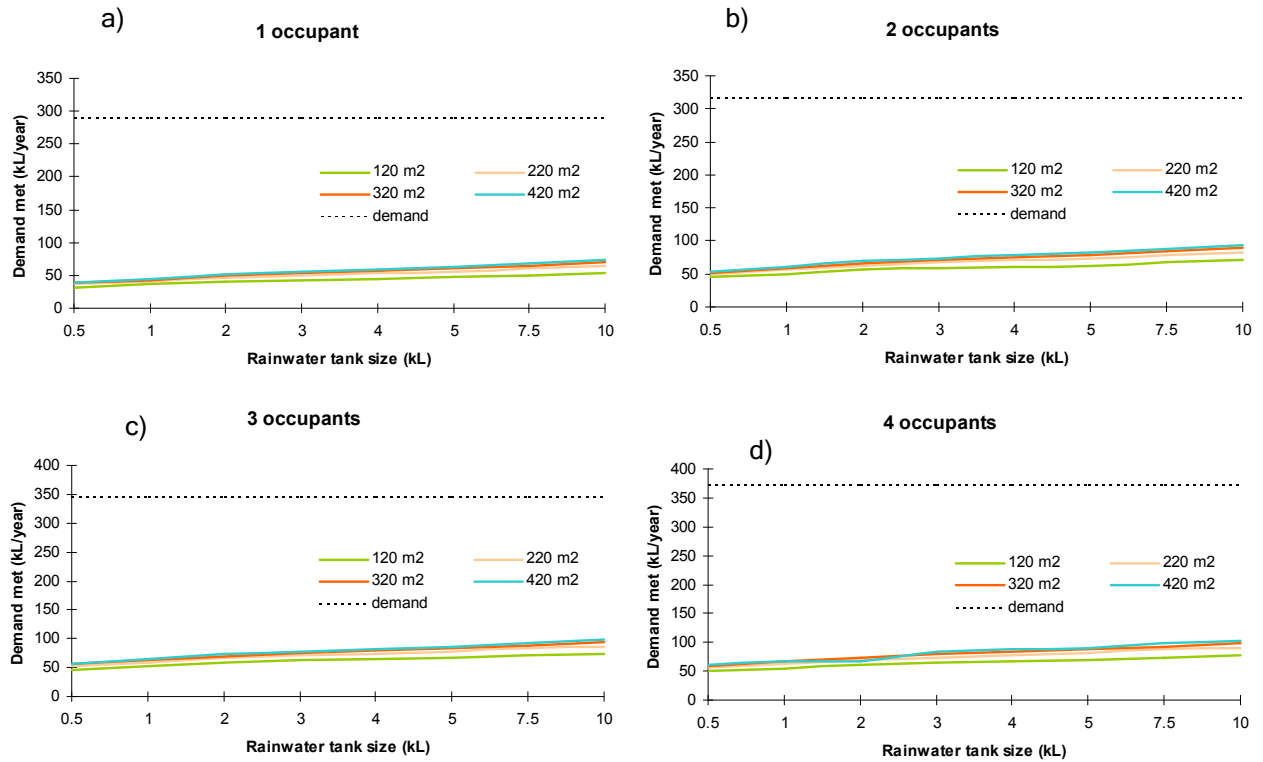 a)
1 occupant
350
300
250
200
150
100
50
0
Demand met (kL/year)
120 m2 220 m2
320 m2 420 m2
demand
0.5 1 2 3 4 5 7.5 10
Rainwater tank size (kL)
b)
2 occupants
350
300
250
200
150
100
50
0
Demand met (kL/year)
120 m2 220 m2
320 m2 420 m2
demand
0.5 1 2 3 4 5 7.5 10
Rainwater tank size (kL)
c)
3 occupants
400
350
300
250
200
150
100
50
0
Demand met (kL/year)
120 m2 220 m2
320 m2 420 m2
demand
0.5 1 2 3 4 5 7.5 10
Rainwater tank size (kL)
d)
4 occupants
400
350
300
250
200
150
100
50
0
Demand met (kL/year)
120 m2 220 m2
320 m2 420 m2
demand
0.5 1 2 3 4 5 7.5 10
Rainwater tank size (kL)